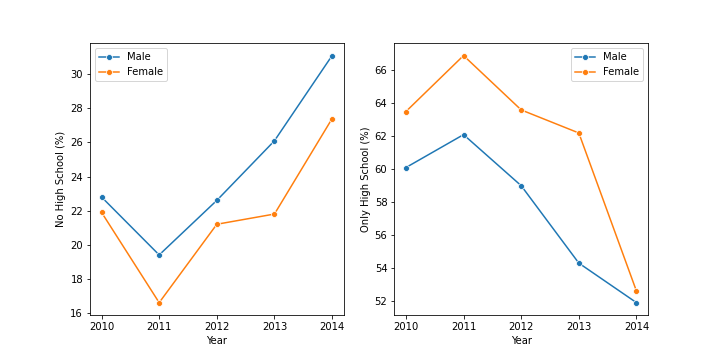 Male
Female
No High School (%)
30
28
26
24
22
20
18
16
2010 2011 2012 2013 2014
Year
Male
Female
Only High School (%)
66
64
62
60
58
56
54
52
2010 2011 2012 2013 2014
Year